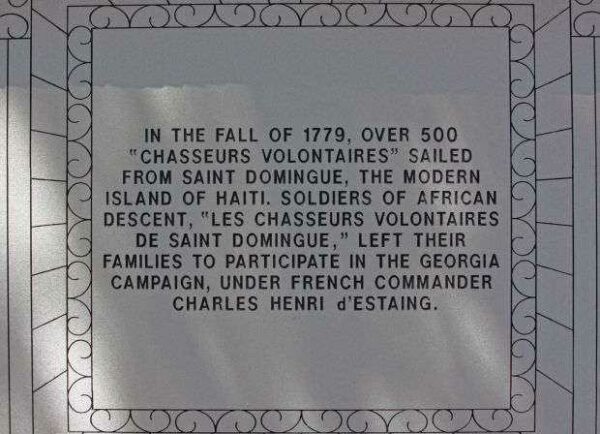 IN THE FALL OF 1779, OVER 500
"CHASSEURS VOLONTAIRES" SAILED
FROM SAINT DOMINGUE, THE MODERN
ISLAND OF HAITI. SOLDIERS OF AFRICAN
DESCENT, "LES CHASSEURS VOLONTAIRES
DE SAINT DOMINGUE," LEFT THEIR
FAMILIES TO PARTICIPATE IN THE GEORGIA
CAMPAIGN, UNDER FRENCH COMMANDER
CHARLES HENRI d'ESTAING.